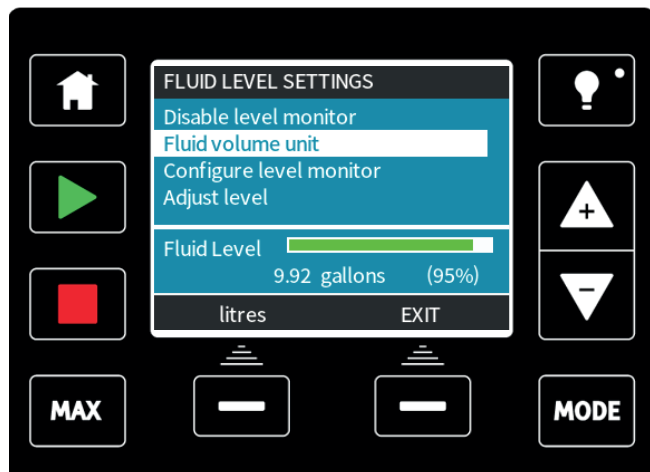 FLUID LEVEL SETTINGS
Disable level monitor
Fluid volume unit
Configure level monitor
Adjust level
Fluid Level
9.92 gallons (95%)
litres EXIT
+
−
MAX
MODE